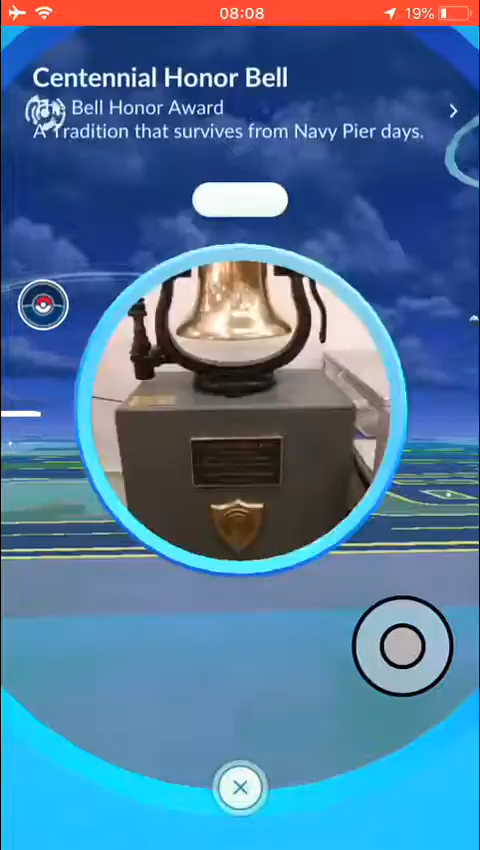 08:08
19%
Centennial Honor Bell
Bell Honor Award
A Tradition that survives from Navy Pier days.